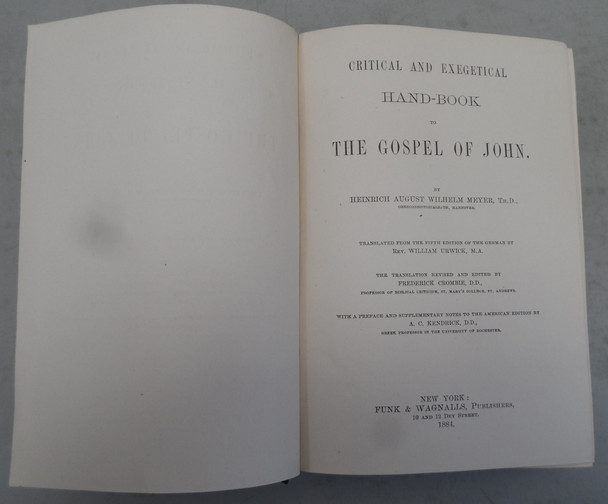 CRITICAL AND EXEGETICAL
HAND-BOOK
TO
THE GOSPEL OF JOHN.
BY
HEINRICH AUGUST WILHELM MEYER, TH.D.,
OBERCONSISTORIALRATH, HANNOVER.
TRANSLATED FROM THE FIFTH EDITION OF THE GERMAN BY
REV. WILLIAM URWICK, M.A.
THE TRANSLATION REVISED AND EDITED BY
FREDERICK CROMBIE, D.D.,
PROFESSOR OF BIBLICAL CRITICISM, ST. MARY'S COLLEGE, ST. ANDREWS,
WITH A PREFACE AND SUPPLEMENTARY NOTES TO THE AMERICAN EDITION BY
A. C. KENDRICK, D.D.,
GREEK PROFESSOR IN THE UNIVERSITY OF ROCHESTER.
NEW YORK:
FUNK & WAGNALLS, PUBLISHERS,
10 AND 12 DEY STREET.
1884.